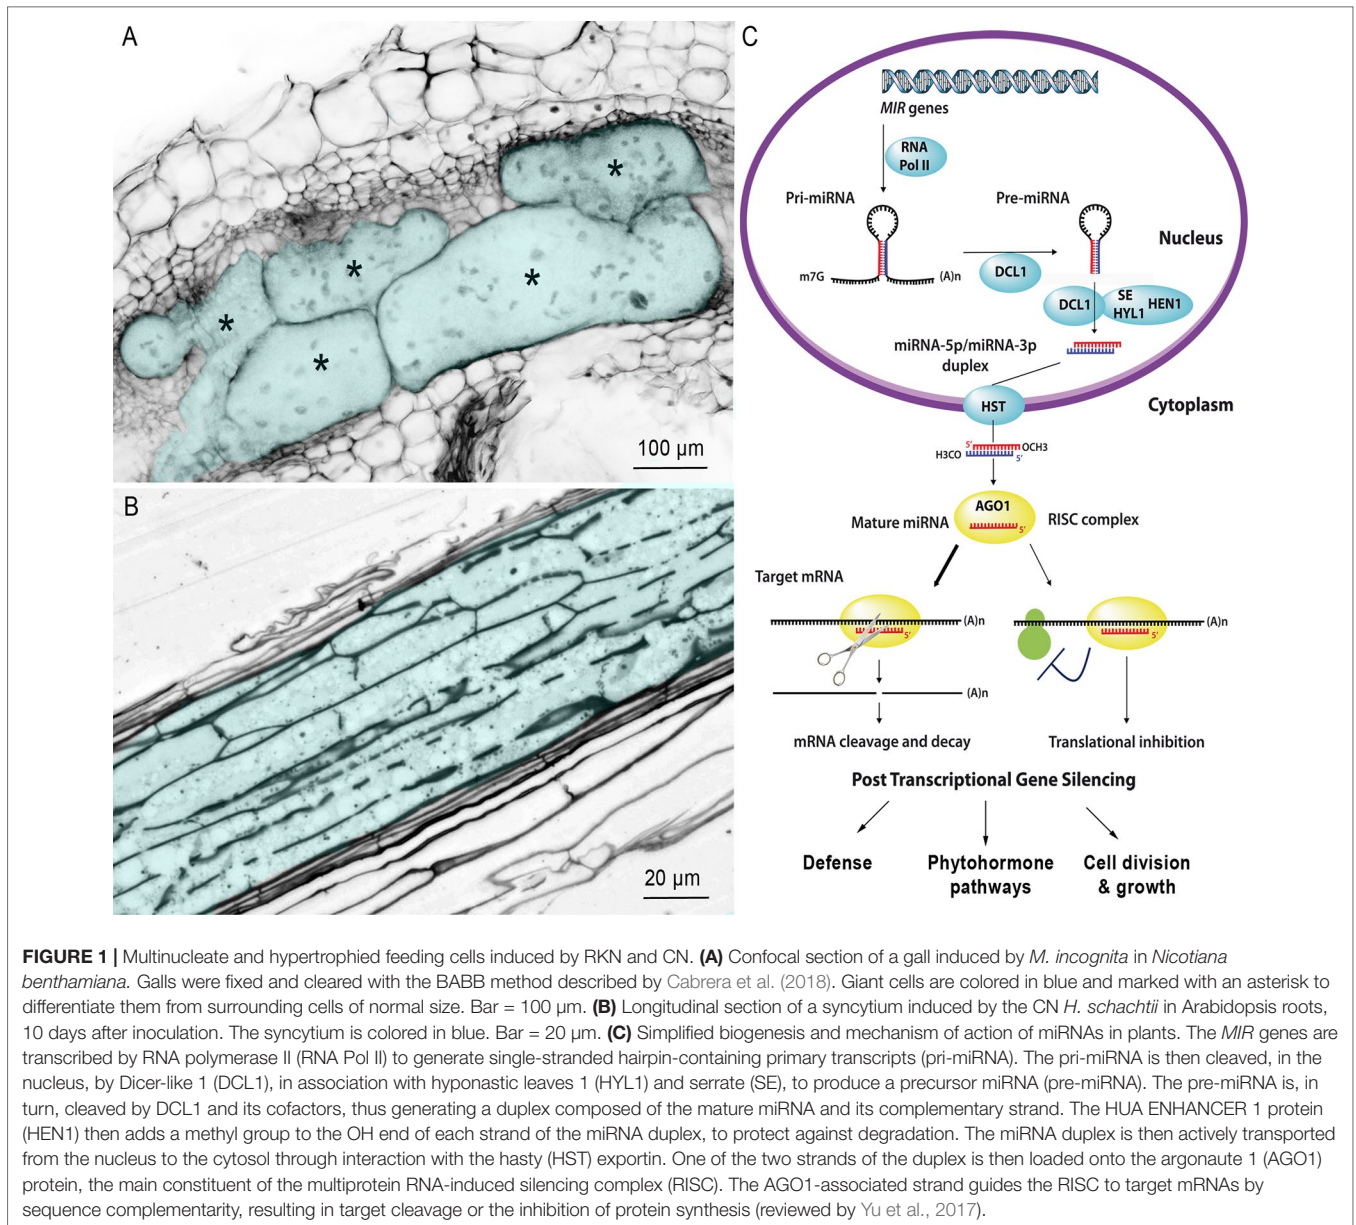 A
100 µm
B
20 µm
C
MIR genes
RNA
Pol II
Pri-miRNA
Pre-miRNA
Nucleus
m7G
(A)n
DCL1
DCL1
SE
HYL1
HEN1
miRNA-5p/miRNA-3p
duplex
HST
Cytoplasm
5'
OCH3
H3CO
5'
AGO1
5'
Mature miRNA
RISC complex
Target mRNA
(A)n
5'
(A)n
5'
(A)n
mRNA cleavage and decay
Translational inhibition
Post Transcriptional Gene Silencing
Defense
Phytohormone
pathways
Cell division
& growth
FIGURE 1 | Multinucleate and hypertrophied feeding cells induced by RKN and CN. (A) Confocal section of a gall induced by M. incognita in Nicotiana
benthamiana. Galls were fixed and cleared with the BABB method described by Cabrera et al. (2018). Giant cells are colored in blue and marked with an asterisk to
differentiate them from surrounding cells of normal size. Bar = 100 µm. (B) Longitudinal section of a syncytium induced by the CN H. schachtii in Arabidopsis roots,
10 days after inoculation. The syncytium is colored in blue. Bar = 20 µm. (C) Simplified biogenesis and mechanism of action of miRNAs in plants. The MIR genes are
transcribed by RNA polymerase II (RNA Pol II) to generate single-stranded hairpin-containing primary transcripts (pri-miRNA). The pri-miRNA is then cleaved, in the
nucleus, by Dicer-like 1 (DCL1), in association with hyponastic leaves 1 (HYL1) and serrate (SE), to produce a precursor miRNA (pre-miRNA). The pre-miRNA is, in
turn, cleaved by DCL1 and its cofactors, thus generating a duplex composed of the mature miRNA and its complementary strand. The HUA ENHANCER 1 protein
(HEN1) then adds a methyl group to the OH end of each strand of the miRNA duplex, to protect against degradation. The miRNA duplex is then actively transported
from the nucleus to the cytosol through interaction with the hasty (HST) exportin. One of the two strands of the duplex is then loaded onto the argonaute 1 (AGO1)
protein, the main constituent of the multiprotein RNA-induced silencing complex (RISC). The AGO1-associated strand guides the RISC to target mRNAs by
sequence complementarity, resulting in target cleavage or the inhibition of protein synthesis (reviewed by Yu et al., 2017).